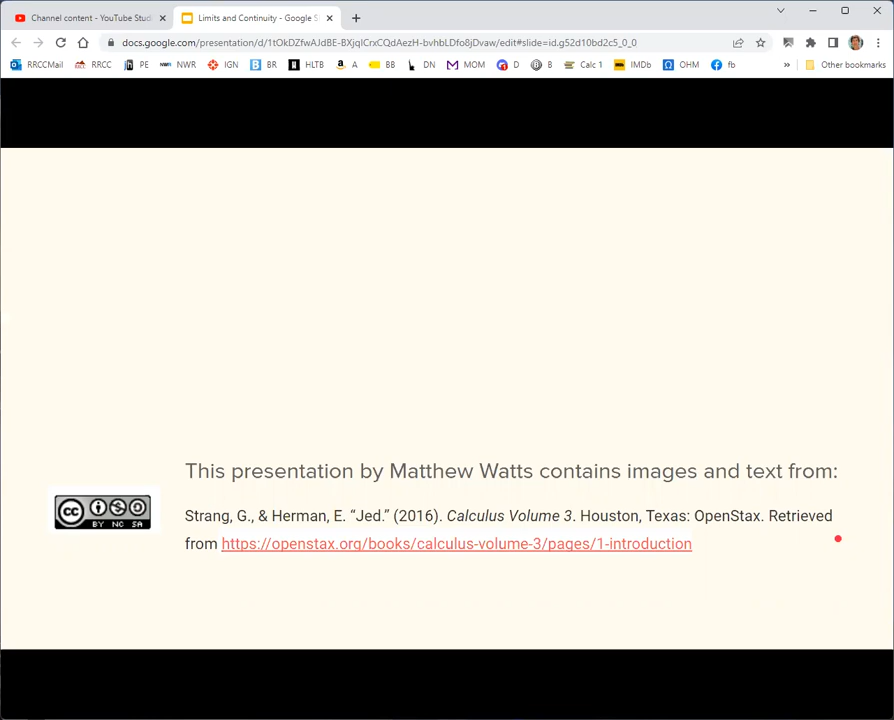 Channel content - YouTube Stud
Limits and Continuity - Google S
docs.google.com/presentation/d/1tOkDZfwAJdBE-BXjqICrxCQdAezH-bvhbLDfo8jDvaw/edit#slide=id.g52d10bd2c5_0_0
RRCCMail RRCC PE NWR IGN BR HLTB A BB DN MOM D B Calc 1 IMDb OHM fb » Other bookmarks
This presentation by Matthew Watts contains images and text from:
Strang, G., & Herman, E. “Jed.” (2016). Calculus Volume 3. Houston, Texas: OpenStax. Retrieved
from https://openstax.org/books/calculus-volume-3/pages/1-introduction
CC BY NC SA